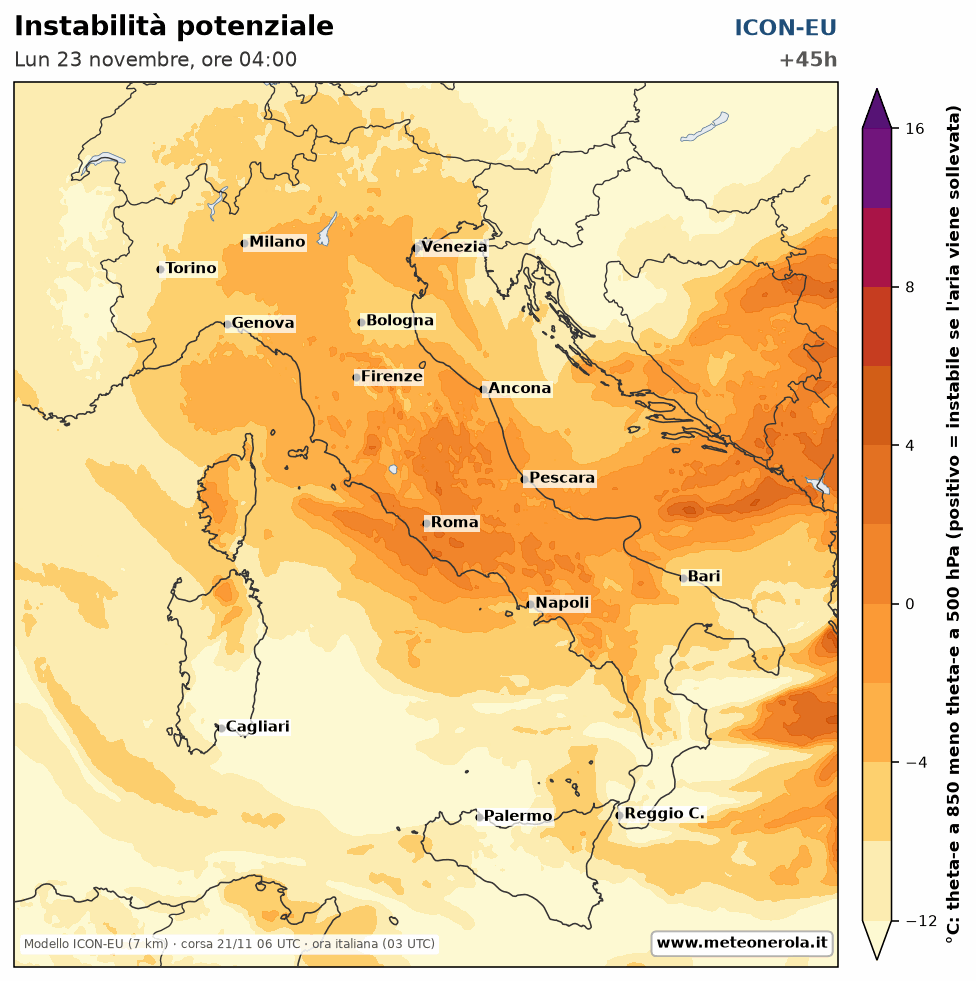 Instabilità potenziale
ICON-EU
Lun 23 novembre, ore 04:00
+45h
Milano
Venezia
Torino
Genova
Bologna
Firenze
Ancona
Pescara
Roma
Bari
Napoli
Cagliari
Palermo
Reggio C.
16
8
4
0
−4
−12
°C: theta-e a 850 meno theta-e a 500 hPa (positivo = instabile se l'aria viene sollevata)
Modello ICON-EU (7 km) · corsa 21/11 06 UTC · ora italiana (03 UTC)
www.meteonerola.it